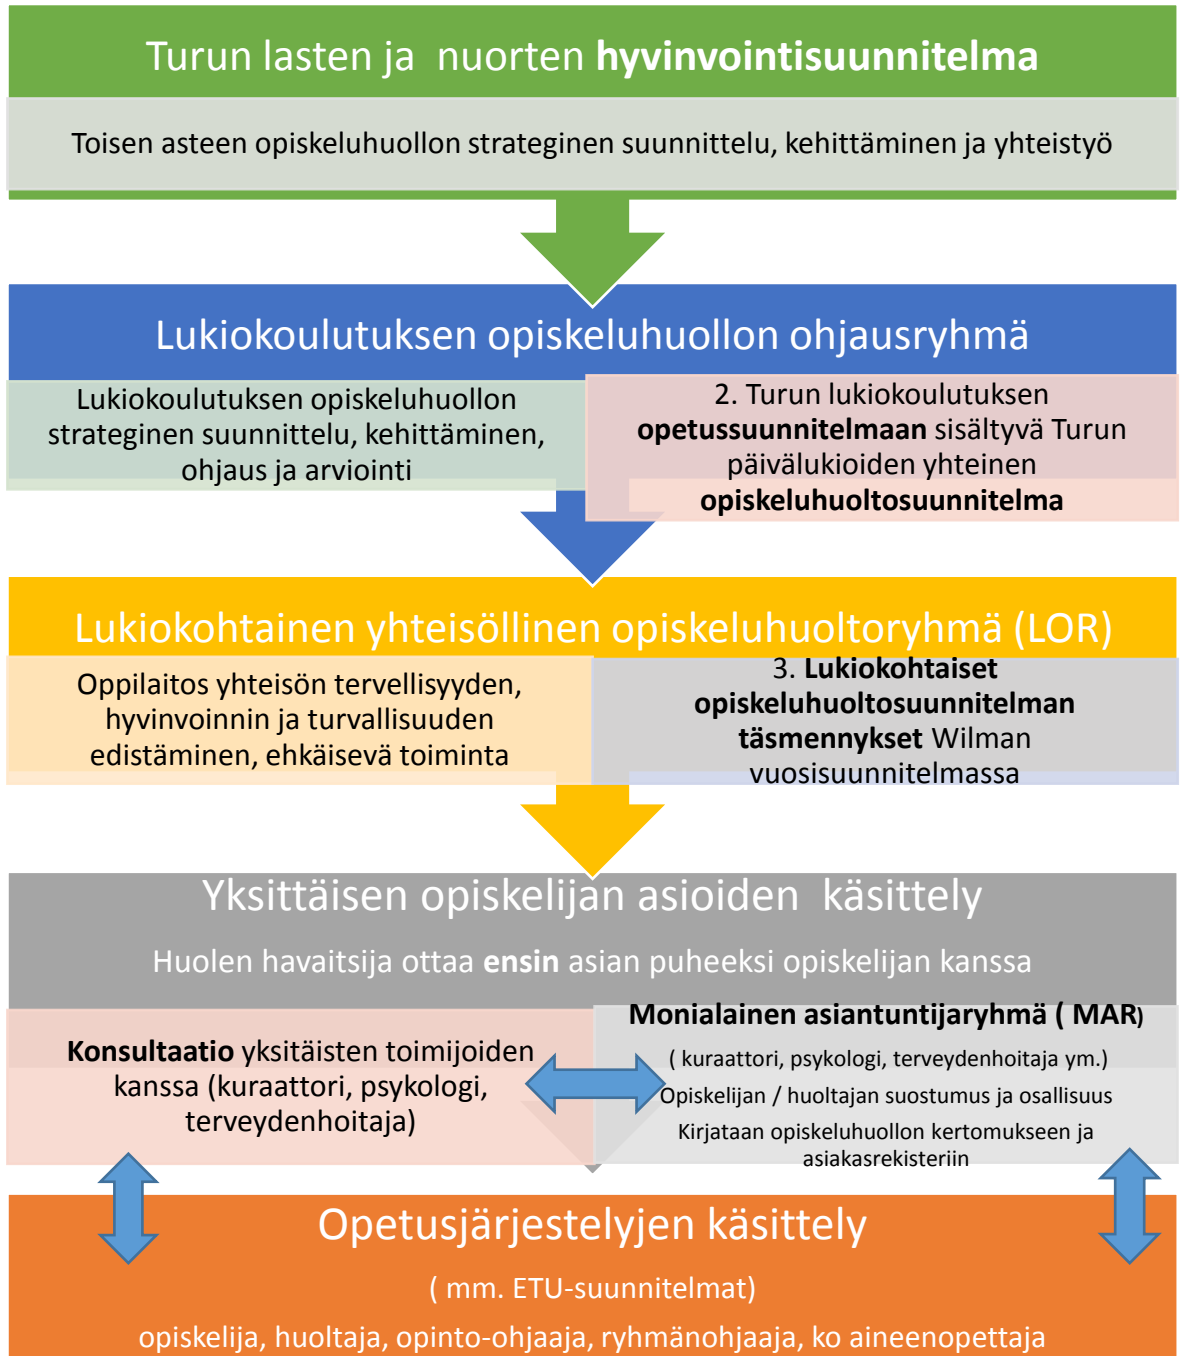 Turun lasten ja  nuorten hyvinvointisuunnitelma
Toisen asteen opiskeluhuollon strateginen suunnittelu, kehittäminen ja yhteistyö
Lukiokoulutuksen opiskeluhuollon ohjausryhmä
Lukiokoulutuksen opiskeluhuollon
strateginen suunnittelu, kehittäminen,
ohjaus ja arviointi
2. Turun lukiokoulutuksen
opetussuunnitelmaan sisältyvä Turun
päivälukioiden yhteinen
opiskeluhuoltosuunnitelma
Lukiokohtainen yhteisöllinen opiskeluhuoltoryhmä (LOR)
Oppilaitos yhteisön tervellisyyden,
hyvinvoinnin ja turvallisuuden
edistäminen, ehkäisevä toiminta
3. Lukiokohtaiset
opiskeluhuoltosuunnitelman
täsmennykset Wilman
vuosisuunnitelmassa
Yksittäisen opiskelijan asioiden  käsittely
Huolen havaitsija ottaa ensin asian puheeksi opiskelijan kanssa
Konsultaatio yksitäisten toimijoiden
kanssa (kuraattori, psykologi,
terveydenhoitaja)
Monialainen asiantuntijaryhmä ( MAR)
( kuraattori, psykologi, terveydenhoitaja ym.)
Opiskelijan / huoltajan suostumus ja osallisuus
Kirjataan opiskeluhuollon kertomukseen ja
asiakasrekisteriin
Opetusjärjestelyjen käsittely
( mm. ETU-suunnitelmat)
opiskelija, huoltaja, opinto-ohjaaja, ryhmänohjaaja, ko aineenopettaja